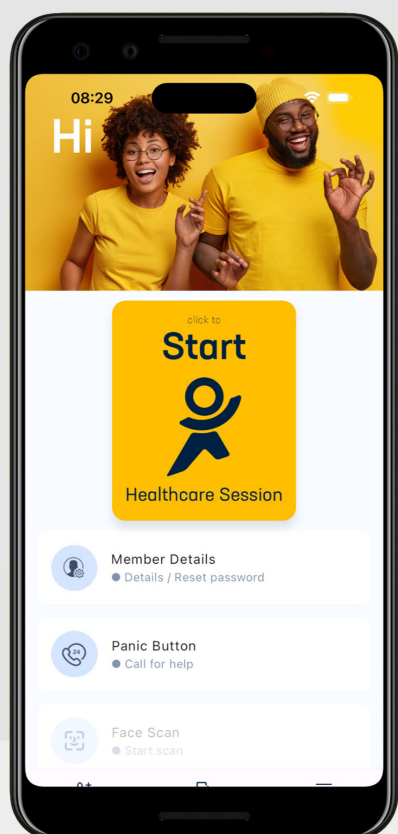 08:29
Hi
click to
Start
Healthcare Session
Member Details
Details / Reset password
24
Panic Button
Call for help
Face Scan
Start scan